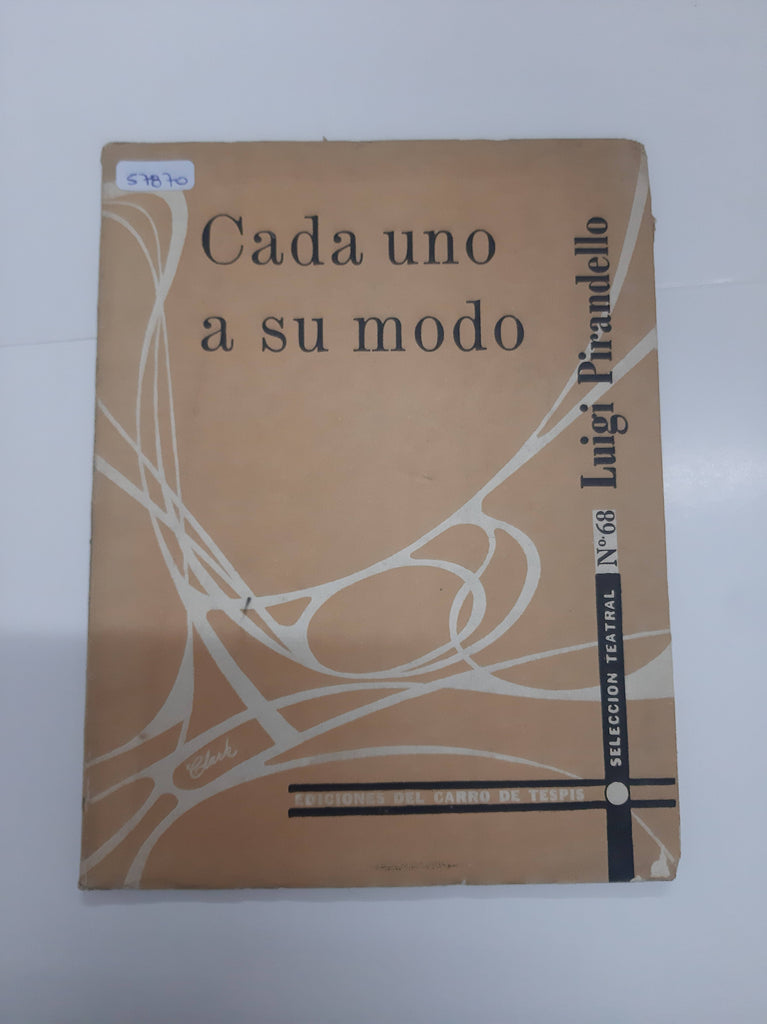 57870
Cada uno
a su modo
Luigi Pirandello
Nº. 68
SELECCION TEATRAL
Clark
EDICIONES DEL CARRO DE TESPIS